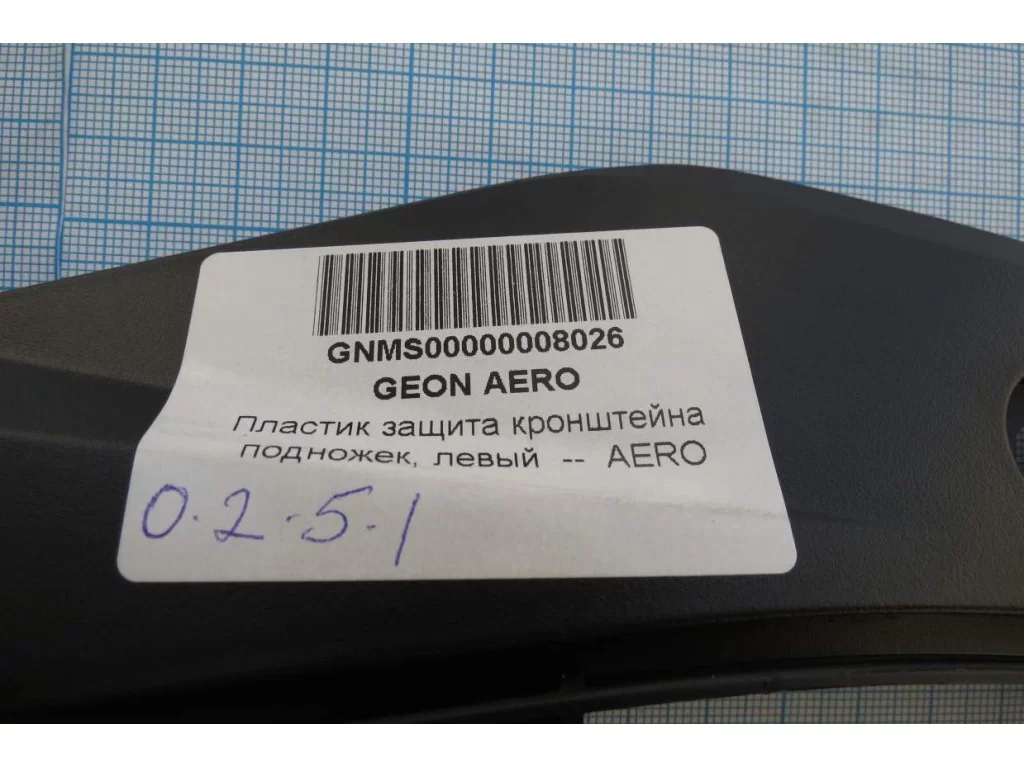 GNMS00000008026
GEON AERO
Пластик защита кронштейна
подножек, левый -- AERO
0.2.5.1